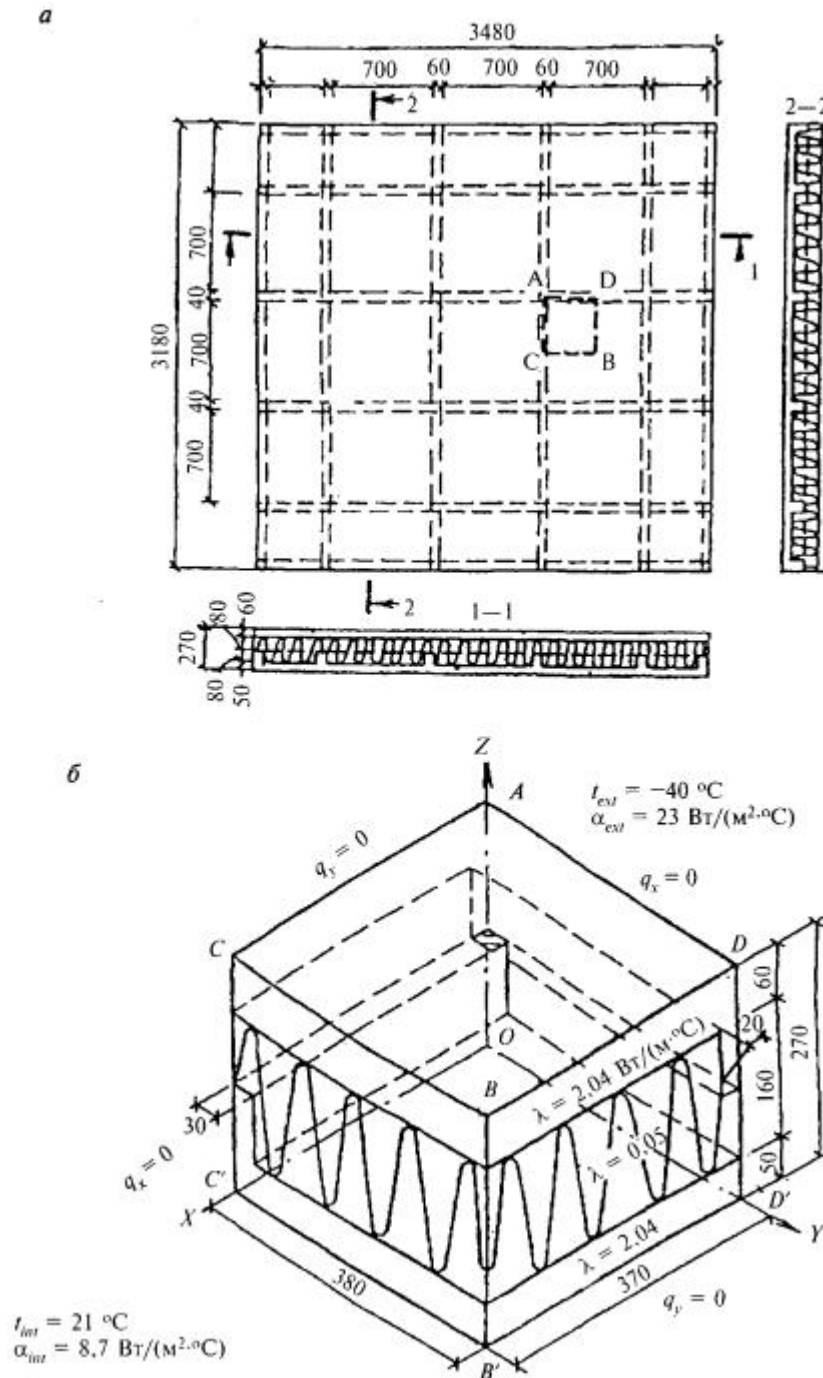 а
3480
700 60 700 60 700
2
2—2
3180
700
40
700
40
700
1
A D
C B
2
1—1
270
80
60
80
50
б
Z
A
t_ext = −40 °C
α_ext = 23 Вт/(м²·°C)
q_y = 0
q_x = 0
C
D
60
20
O
B
λ = 2.04 Вт/(м·°C)
160
270
30
λ = 0.05
q_x = 0
50
C′
D′
X
λ = 2.04
Y
380
370
q_y = 0
t_int = 21 °C
α_int = 8.7 Вт/(м²·°C)
B′